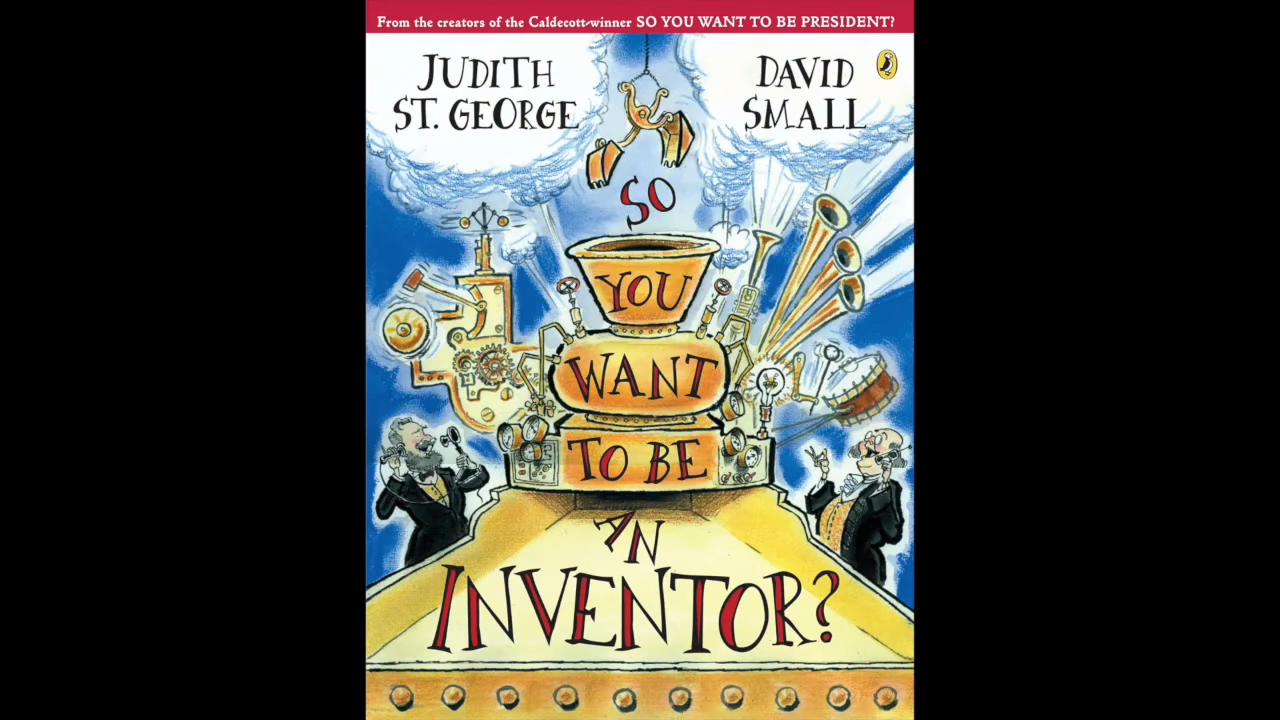 From the creators of the Caldecott-winner SO YOU WANT TO BE PRESIDENT?
JUDITH
ST. GEORGE
DAVID
SMALL
SO
YOU
WANT
TO BE
AN
INVENTOR?